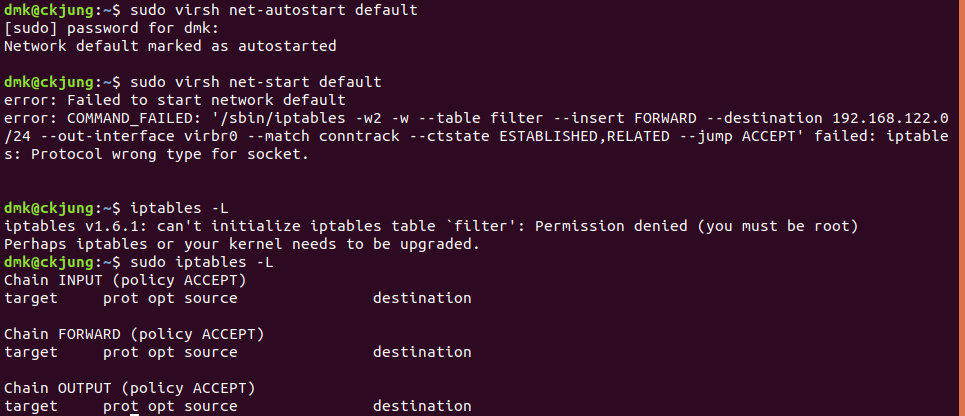 dmk@ckjung:~$ sudo virsh net-autostart default
[sudo] password for dmk:
Network default marked as autostarted
dmk@ckjung:~$ sudo virsh net-start default
error: Failed to start network default
error: COMMAND_FAILED: '/sbin/iptables -w2 -w --table filter --insert FORWARD --destination 192.168.122.0
/24 --out-interface virbr0 --match conntrack --ctstate ESTABLISHED,RELATED --jump ACCEPT' failed: iptable
s: Protocol wrong type for socket.
dmk@ckjung:~$ iptables -L
iptables v1.6.1: can't initialize iptables table `filter': Permission denied (you must be root)
Perhaps iptables or your kernel needs to be upgraded.
dmk@ckjung:~$ sudo iptables -L
Chain INPUT (policy ACCEPT)
target     prot opt source               destination
Chain FORWARD (policy ACCEPT)
target     prot opt source               destination
Chain OUTPUT (policy ACCEPT)
target     prot opt source               destination